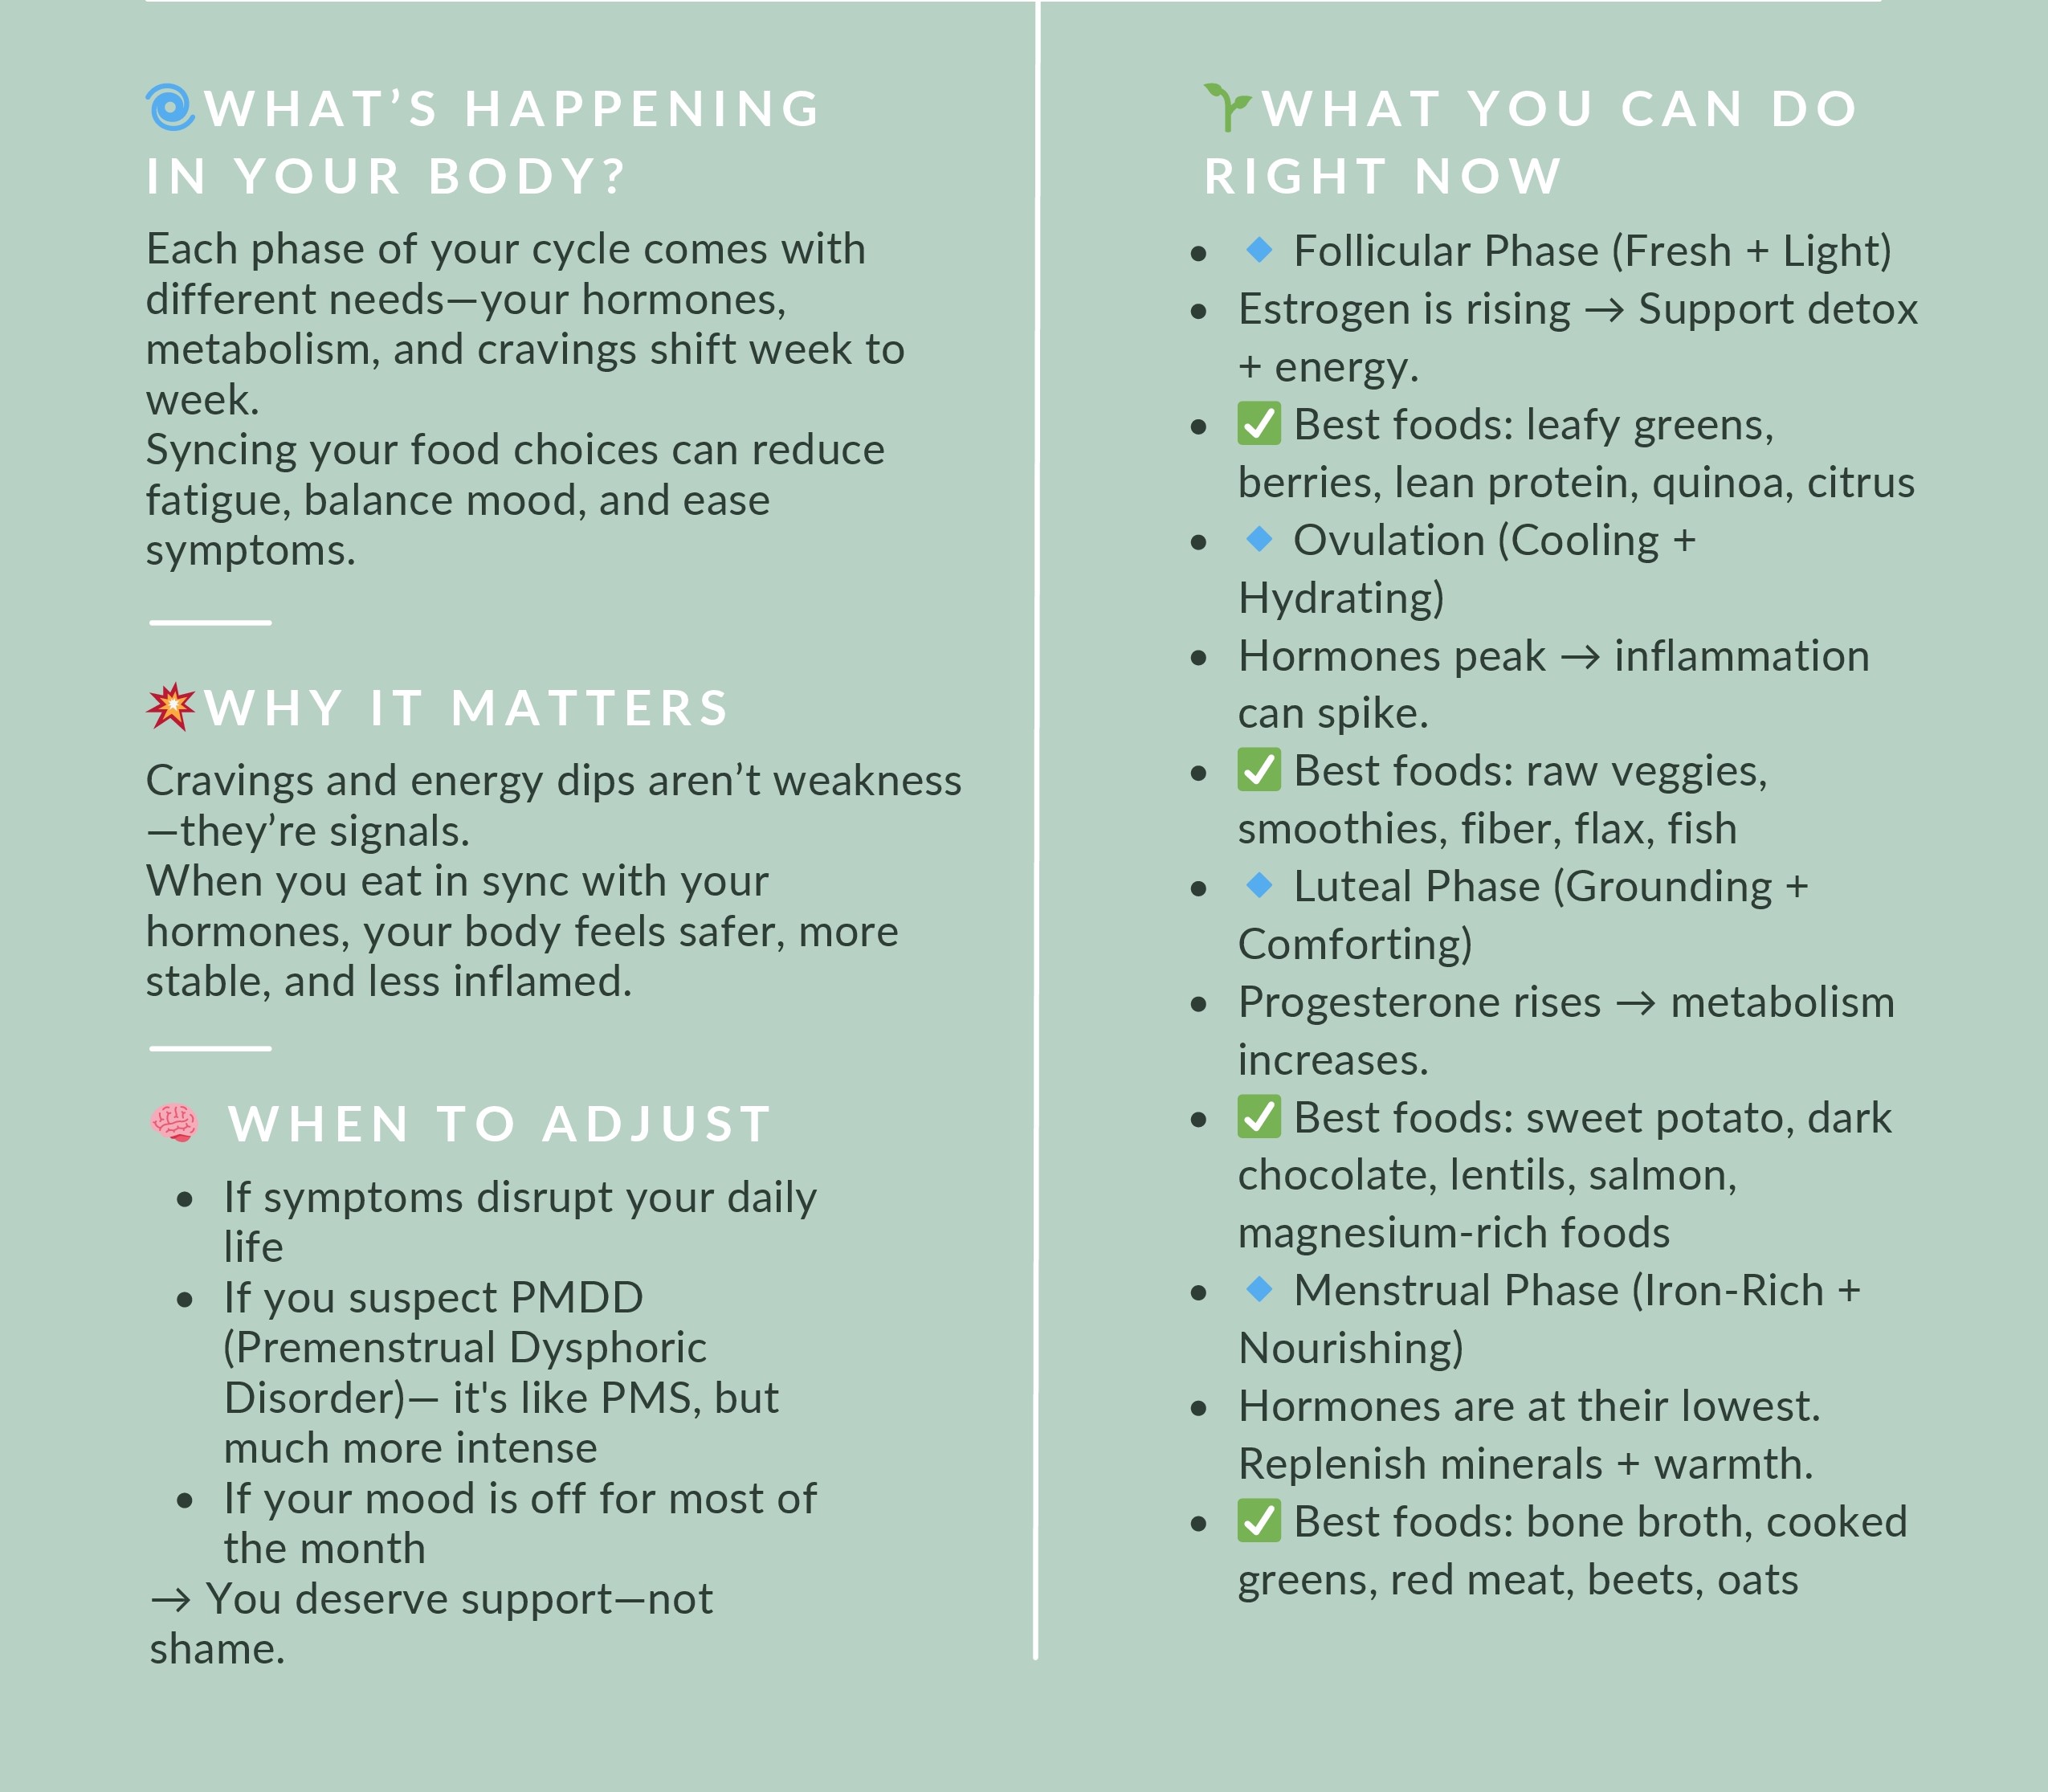 🌀WHAT’S HAPPENING
IN YOUR BODY?
Each phase of your cycle comes with
different needs—your hormones,
metabolism, and cravings shift week to
week.
Syncing your food choices can reduce
fatigue, balance mood, and ease
symptoms.
💥WHY IT MATTERS
Cravings and energy dips aren’t weakness
—they’re signals.
When you eat in sync with your
hormones, your body feels safer, more
stable, and less inflamed.
🧠 WHEN TO ADJUST
• If symptoms disrupt your daily
life
• If you suspect PMDD
(Premenstrual Dysphoric
Disorder)— it's like PMS, but
much more intense
• If your mood is off for most of
the month
→ You deserve support—not
shame.
🌱WHAT YOU CAN DO
RIGHT NOW
• 🔹 Follicular Phase (Fresh + Light)
• Estrogen is rising → Support detox
+ energy.
• ✅ Best foods: leafy greens,
berries, lean protein, quinoa, citrus
• 🔹 Ovulation (Cooling +
Hydrating)
• Hormones peak → inflammation
can spike.
• ✅ Best foods: raw veggies,
smoothies, fiber, flax, fish
• 🔹 Luteal Phase (Grounding +
Comforting)
• Progesterone rises → metabolism
increases.
• ✅ Best foods: sweet potato, dark
chocolate, lentils, salmon,
magnesium-rich foods
• 🔹 Menstrual Phase (Iron-Rich +
Nourishing)
• Hormones are at their lowest.
Replenish minerals + warmth.
• ✅ Best foods: bone broth, cooked
greens, red meat, beets, oats